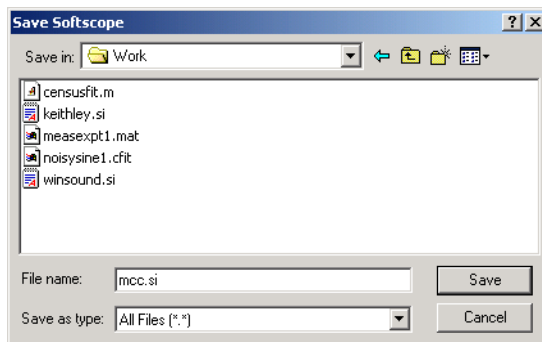 Save Softscope
Save in: Work
censusfit.m
keithley.si
measexpt1.mat
noisysine1.cfit
winsound.si
File name: mcc.si Save
Save as type: All Files (*.*) Cancel